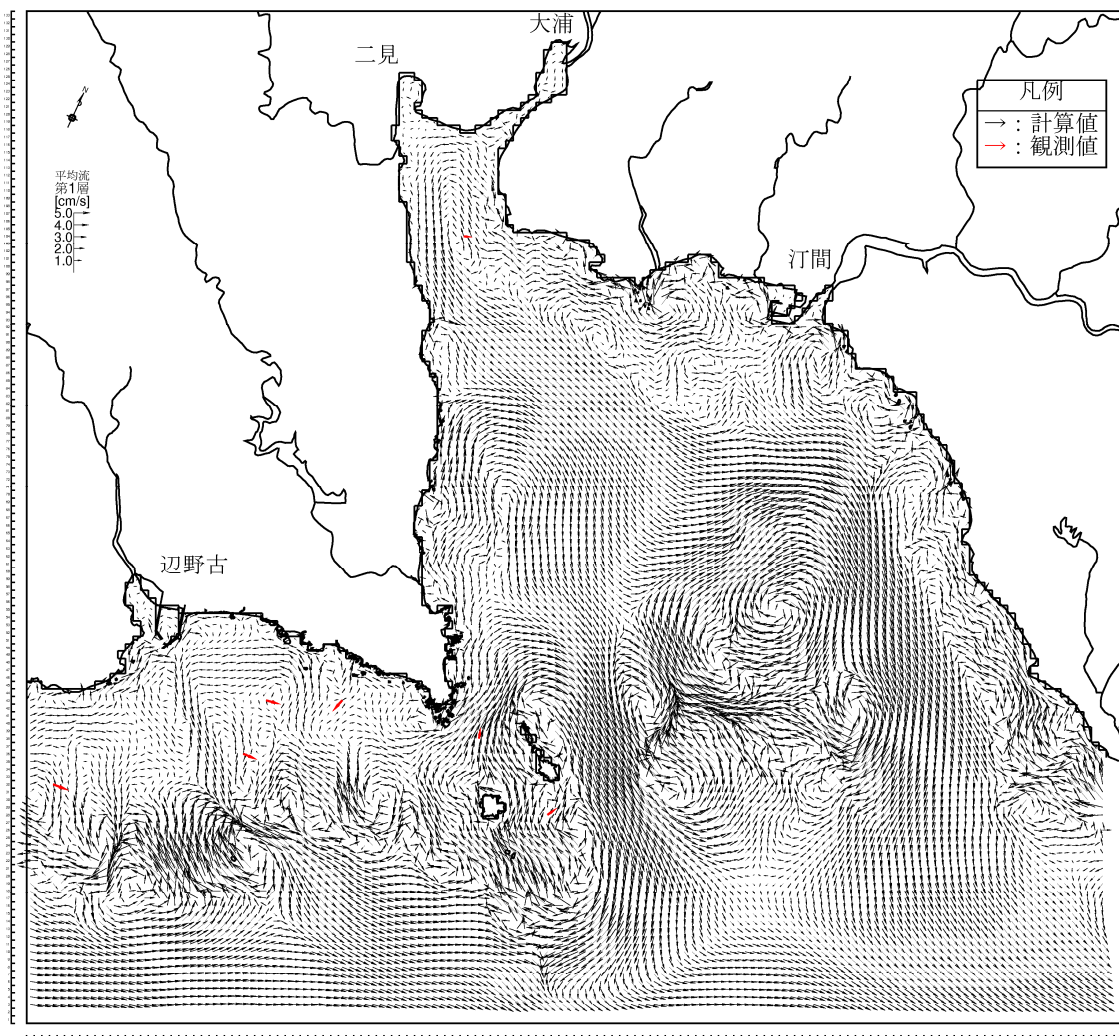 大浦
二見
N
凡例
→ : 計算値
→ : 観測値
平均流
第1層
[cm/s]
5.0
4.0
3.0
2.0
1.0
汀間
辺野古